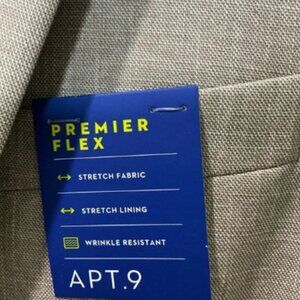 PREMIER
FLEX
STRETCH FABRIC
STRETCH LINING
WRINKLE RESISTANT
APT.9